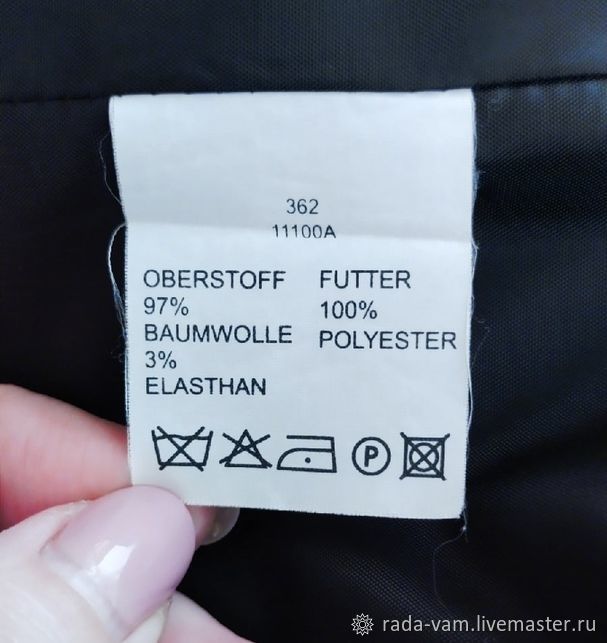 362
11100A
OBERSTOFF
97%
BAUMWOLLE
3%
ELASTHAN
FUTTER
100%
POLYESTER
P
rada-vam.livemaster.ru